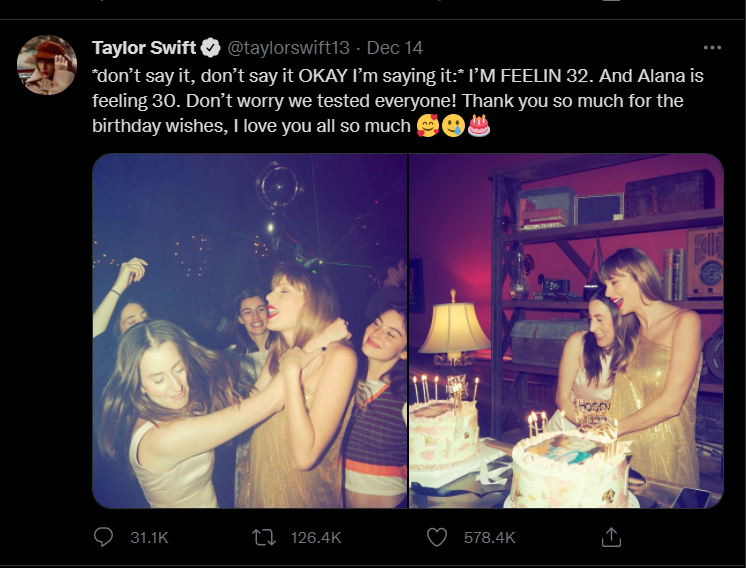 Taylor Swift @taylorswift13 · Dec 14
*don’t say it, don’t say it OKAY I’m saying it:* I’M FEELIN 32. And Alana is
feeling 30. Don’t worry we tested everyone! Thank you so much for the
birthday wishes, I love you all so much 🥰🥲🎂
HAPPY
31.1K 126.4K 578.4K